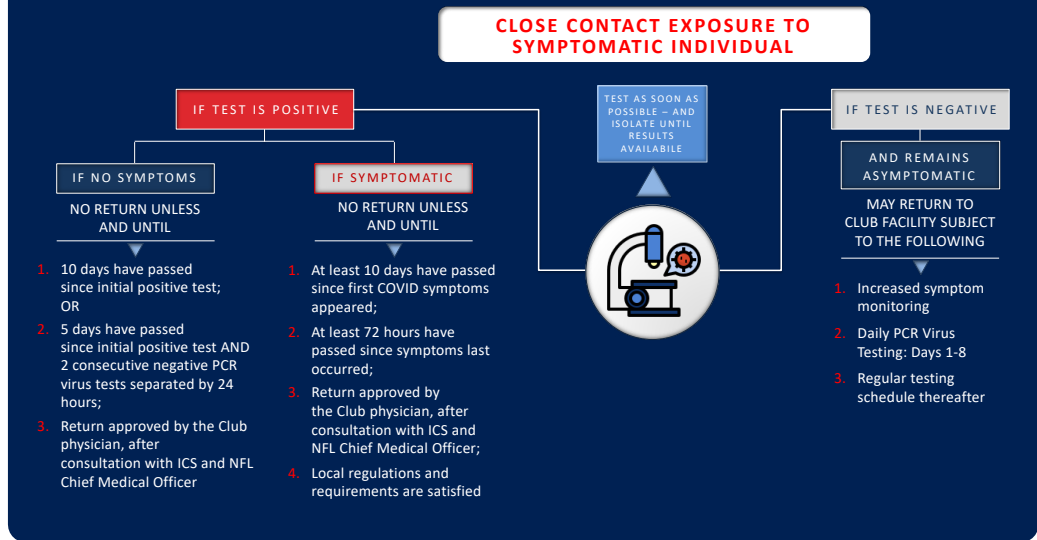 CLOSE CONTACT EXPOSURE TO
SYMPTOMATIC INDIVIDUAL
IF TEST IS POSITIVE
TEST AS SOON AS
POSSIBLE – AND
ISOLATE UNTIL
RESULTS
AVAILABILE
IF TEST IS NEGATIVE
IF NO SYMPTOMS
NO RETURN UNLESS
AND UNTIL
1. 10 days have passed
since initial positive test;
OR
2. 5 days have passed
since initial positive test AND
2 consecutive negative PCR
virus tests separated by 24
hours;
3. Return approved by the Club
physician, after
consultation with ICS and NFL
Chief Medical Officer
IF SYMPTOMATIC
NO RETURN UNLESS
AND UNTIL
1. At least 10 days have passed
since first COVID symptoms
appeared;
2. At least 72 hours have
passed since symptoms last
occurred;
3. Return approved by
the Club physician, after
consultation with ICS and
NFL Chief Medical Officer;
4. Local regulations and
requirements are satisfied
AND REMAINS
ASYMPTOMATIC
MAY RETURN TO
CLUB FACILITY SUBJECT
TO THE FOLLOWING
1. Increased symptom
monitoring
2. Daily PCR Virus
Testing: Days 1-8
3. Regular testing
schedule thereafter